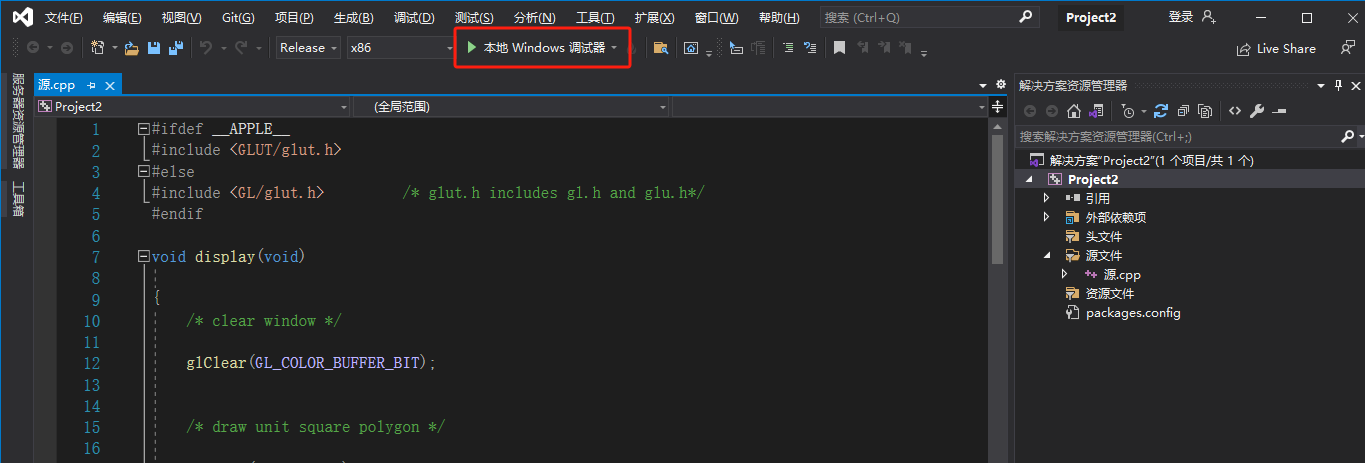 文件(F) 编辑(E) 视图(V) Git(G) 项目(P) 生成(B) 调试(D) 测试(S) 分析(N) 工具(T) 扩展(X) 窗口(W) 帮助(H) 搜索 (Ctrl+Q) Project2 登录
Release x86 本地 Windows 调试器 Live Share
服务器资源管理器
工具箱
源.cpp
Project2 (全局范围)
1 #ifdef __APPLE__
2 #include <GLUT/glut.h>
3 #else
4 #include <GL/glut.h> /* glut.h includes gl.h and glu.h*/
5 #endif
6
7 void display(void)
8
9 {
10 /* clear window */
11
12 glClear(GL_COLOR_BUFFER_BIT);
13
14
15 /* draw unit square polygon */
16
解决方案资源管理器
搜索解决方案资源管理器(Ctrl+;)
解决方案"Project2"(1 个项目/共 1 个)
Project2
引用
外部依赖项
头文件
源文件
源.cpp
资源文件
packages.config